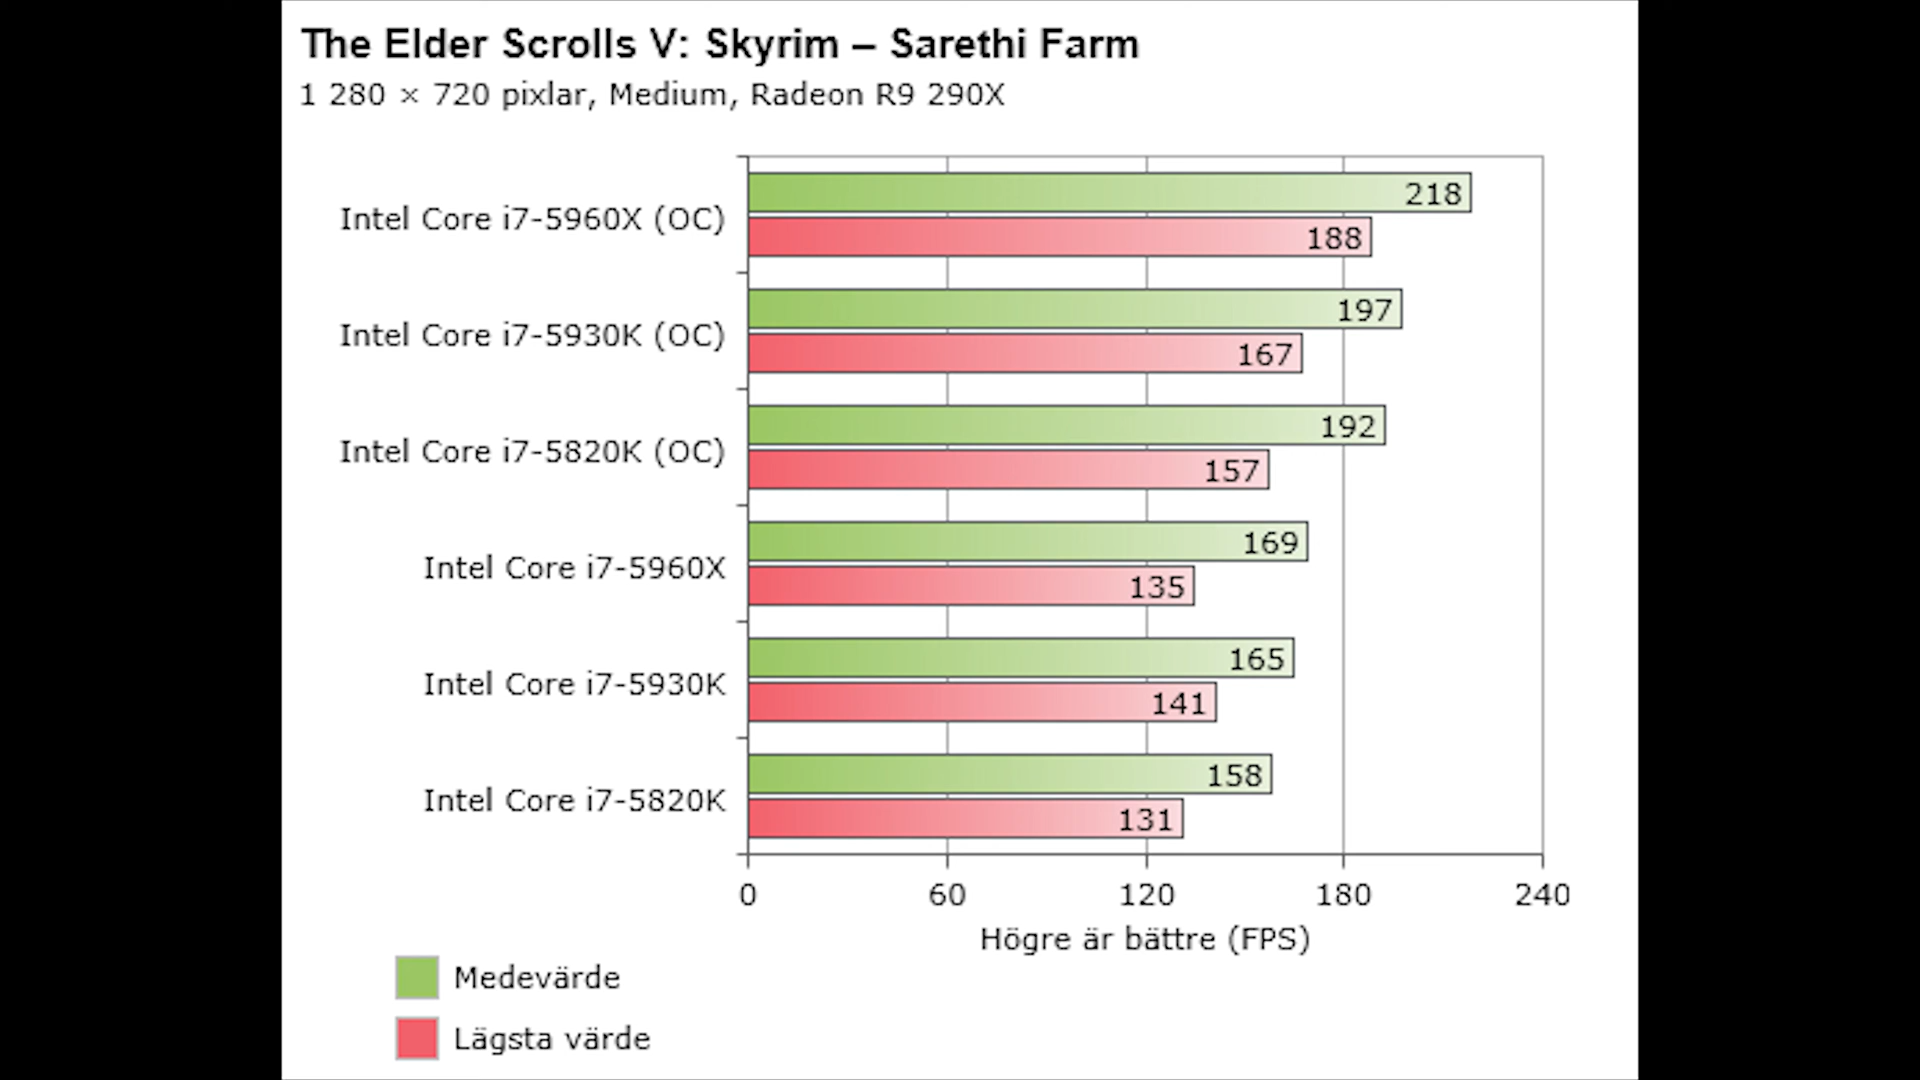 The Elder Scrolls V: Skyrim – Sarethi Farm
1 280 × 720 pixlar, Medium, Radeon R9 290X
Intel Core i7-5960X (OC)
218
188
Intel Core i7-5930K (OC)
197
167
Intel Core i7-5820K (OC)
192
157
Intel Core i7-5960X
169
135
Intel Core i7-5930K
165
141
Intel Core i7-5820K
158
131
0 60 120 180 240
Högre är bättre (FPS)
Medevärde
Lägsta värde